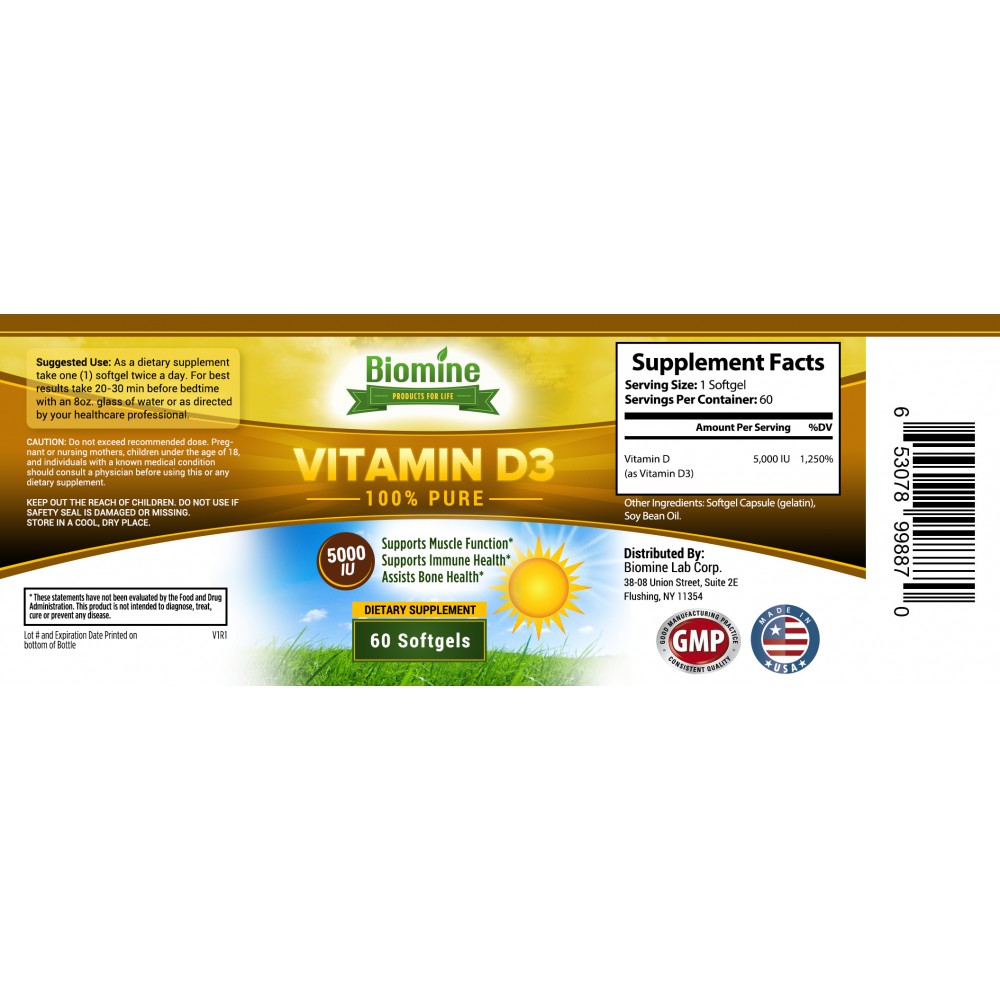 Suggested Use: As a dietary supplement
take one (1) softgel twice a day. For best
results take 20-30 min before bedtime
with an 8oz. glass of water or as directed
by your healthcare professional.
CAUTION: Do not exceed recommended dose. Preg-
nant or nursing mothers, children under the age of 18,
and individuals with a known medical condition
should consult a physician before using this or any
dietary supplement.
KEEP OUT THE REACH OF CHILDREN. DO NOT USE IF
SAFETY SEAL IS DAMAGED OR MISSING.
STORE IN A COOL, DRY PLACE.
* These statements have not been evaluated by the Food and Drug
Administration. This product is not intended to diagnose, treat,
cure or prevent any disease.
Lot # and Expiration Date Printed on
bottom of Bottle
V1R1
Biomine
PRODUCTS FOR LIFE
VITAMIN D3
100% PURE
5000
IU
Supports Muscle Function*
Supports Immune Health*
Assists Bone Health*
DIETARY SUPPLEMENT
60 Softgels
Supplement Facts
Serving Size: 1 Softgel
Servings Per Container: 60
Amount Per Serving %DV
Vitamin D 5,000 IU 1,250%
(as Vitamin D3)
Other Ingredients: Softgel Capsule (gelatin),
Soy Bean Oil.
Distributed By:
Biomine Lab Corp.
38-08 Union Street, Suite 2E
Flushing, NY 11354
GOOD MANUFACTURING PRACTICE
GMP
CONSISTENT QUALITY
MADE IN
USA
6 53078 99887 0